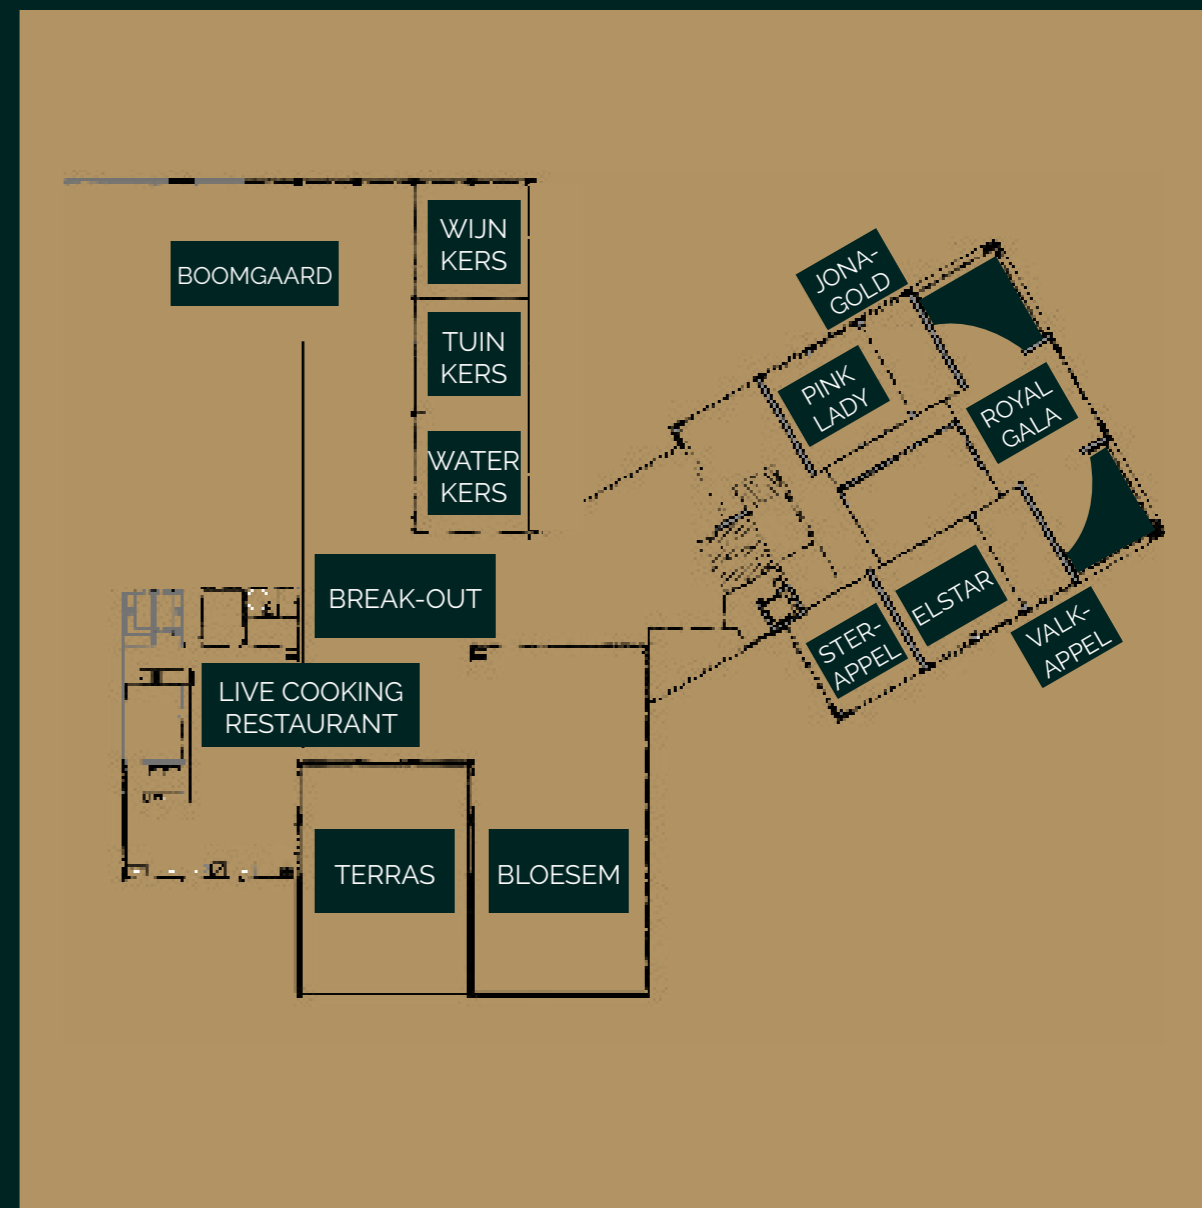 BOOMGAARD
WIJN
KERS
TUIN
KERS
WATER
KERS
JONA-
GOLD
PINK
LADY
ROYAL
GALA
BREAK-OUT
ELSTAR
STER-
APPEL
VALK-
APPEL
LIVE COOKING
RESTAURANT
TERRAS
BLOESEM